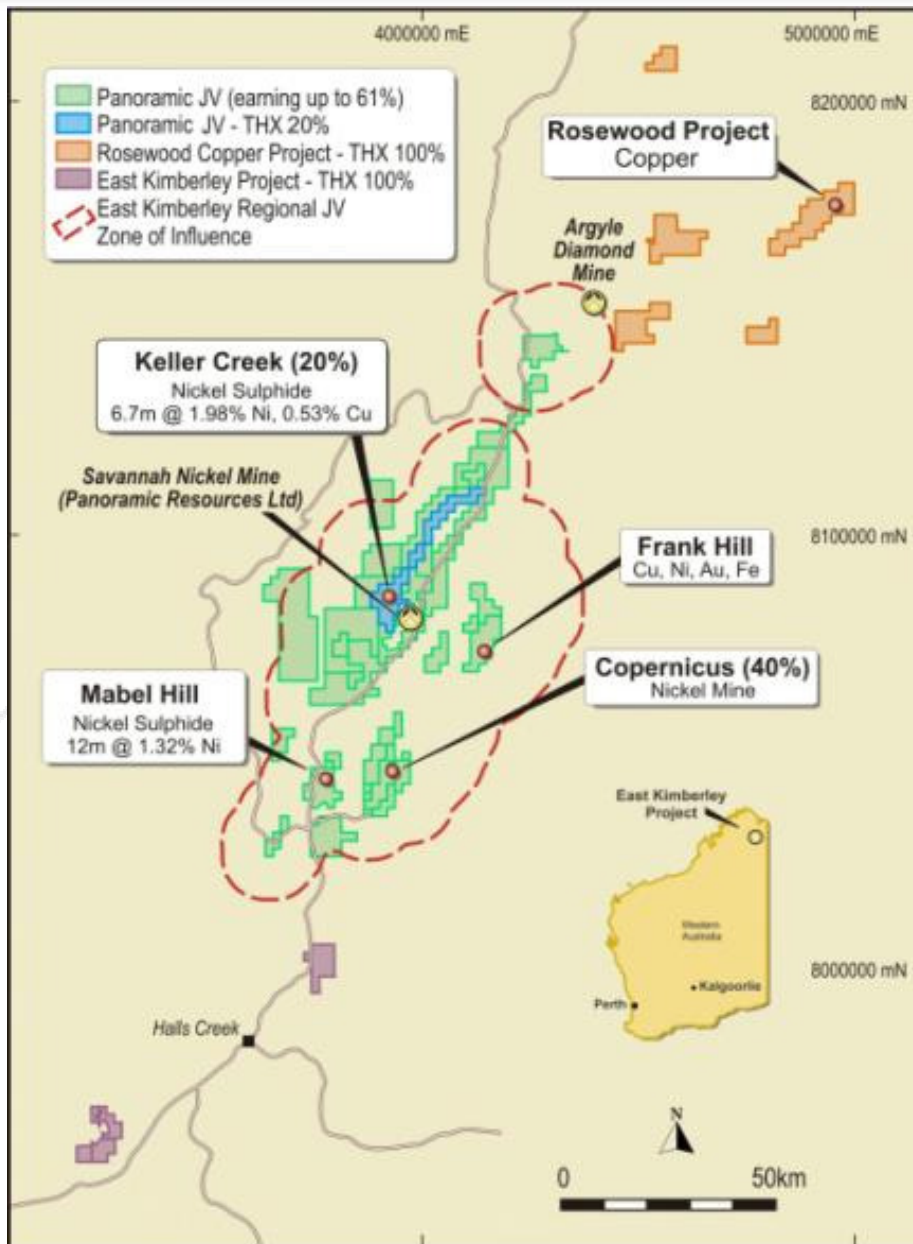 4000000 mE
5000000 mE
Panoramic JV (earning up to 61%)
Panoramic JV - THX 20%
Rosewood Copper Project - THX 100%
East Kimberley Project - THX 100%
East Kimberley Regional JV
Zone of Influence
8200000 mN
Rosewood Project
Copper
Argyle
Diamond
Mine
Keller Creek (20%)
Nickel Sulphide
6.7m @ 1.98% Ni, 0.53% Cu
Savannah Nickel Mine
(Panoramic Resources Ltd)
8100000 mN
Frank Hill
Cu, Ni, Au, Fe
Copernicus (40%)
Nickel Mine
Mabel Hill
Nickel Sulphide
12m @ 1.32% Ni
East Kimberley
Project
Western
Australia
Kalgoorlie
Perth
8000000 mN
Halls Creek
N
0
50km